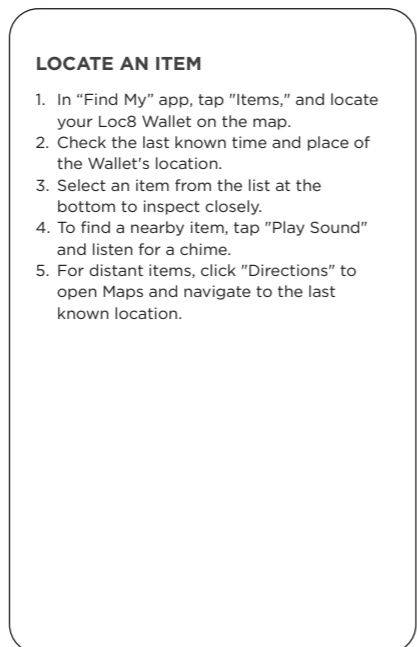 LOCATE AN ITEM
1. In “Find My” app, tap "Items," and locate
your Loc8 Wallet on the map.
2. Check the last known time and place of
the Wallet's location.
3. Select an item from the list at the
bottom to inspect closely.
4. To find a nearby item, tap "Play Sound"
and listen for a chime.
5. For distant items, click "Directions" to
open Maps and navigate to the last
known location.